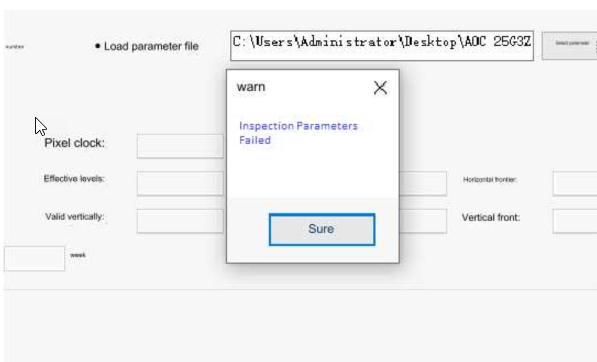 number
• Load parameter file
C:\Users\Administrator\Desktop\AOC 25G3Z
Select parameter
warn
Inspection Parameters
Failed
Pixel clock:
Effective levels:
Horizontal frontier:
Valid vertically:
Vertical front:
Sure
week